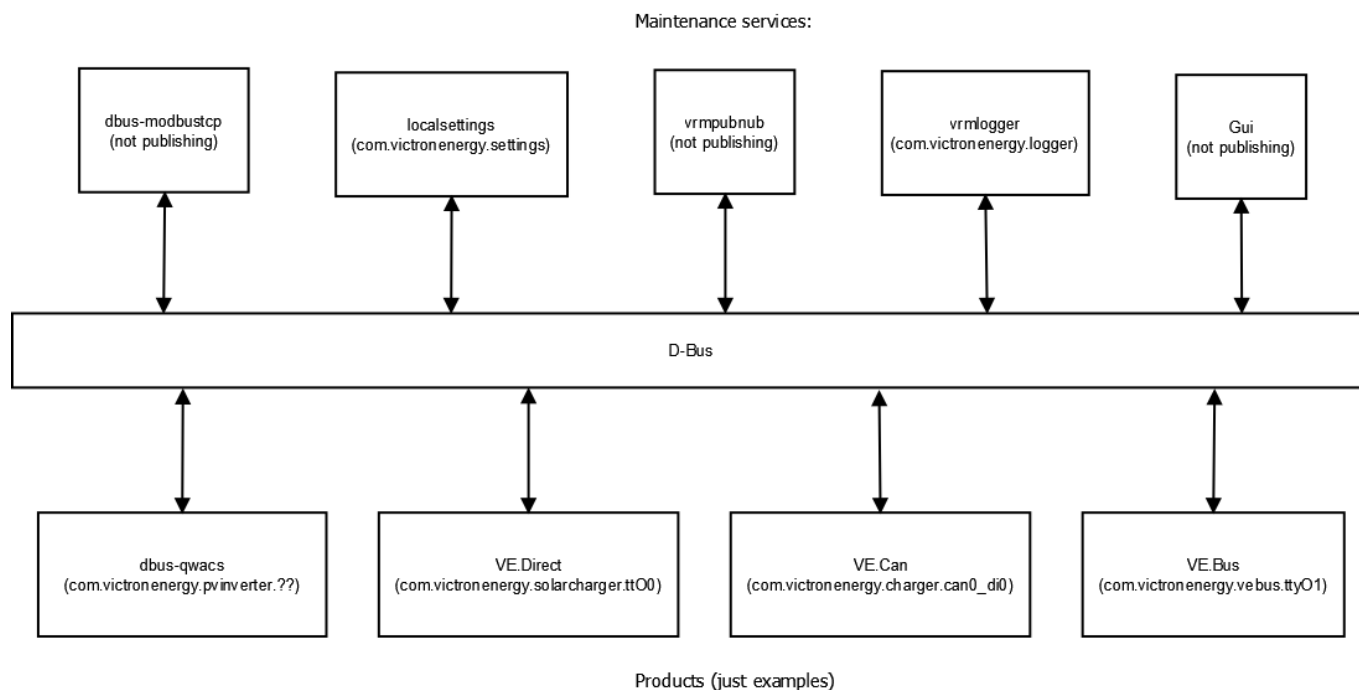 Maintenance services:
dbus-modbustcp
(not publishing)
localsettings
(com.victronenergy.settings)
vrmpubnub
(not publishing)
vrmlogger
(com.victronenergy.logger)
Gui
(not publishing)
D-Bus
dbus-qwacs
(com.victronenergy.pvinverter.??)
VE.Direct
(com.victronenergy.solarcharger.ttO0)
VE.Can
(com.victronenergy.charger.can0_di0)
VE.Bus
(com.victronenergy.vebus.ttyO1)
Products (just examples)